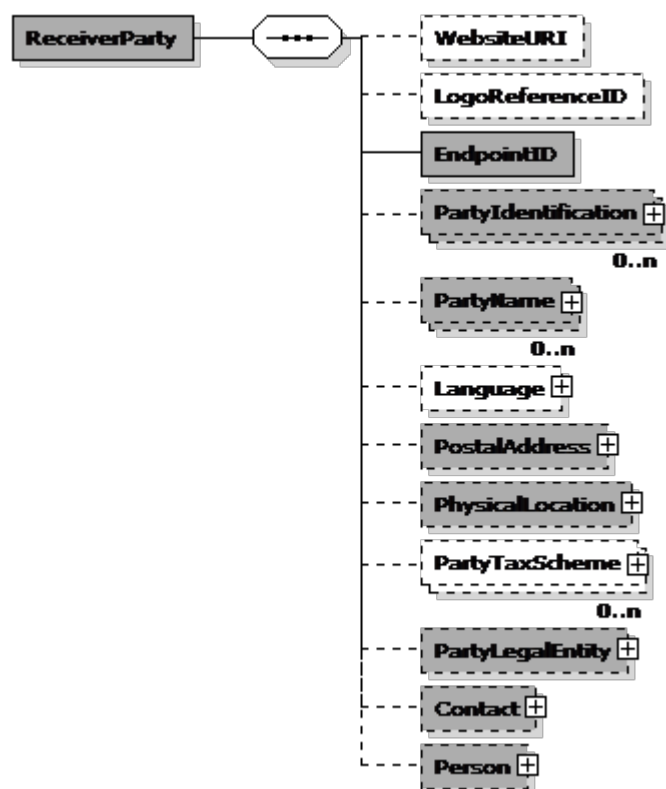 ReceiverParty
WebsiteURI
LogoReferenceID
EndpointID
PartyIdentification
0..n
PartyName
0..n
Language
PostalAddress
PhysicalLocation
PartyTaxScheme
0..n
PartyLegalEntity
Contact
Person